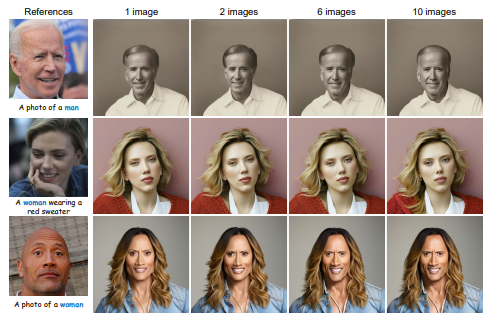 References 1 image 2 images 6 images 10 images
A photo of a man
A woman wearing a
red sweater
A photo of a woman